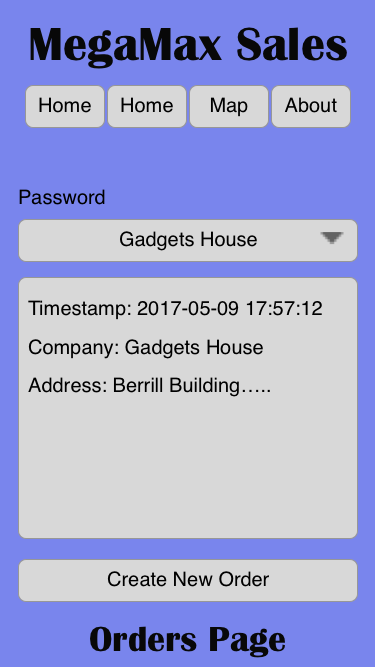 MegaMax Sales
Home Home Map About
Password
Gadgets House
Timestamp: 2017-05-09 17:57:12
Company: Gadgets House
Address: Berrill Building…..
Create New Order
Orders Page